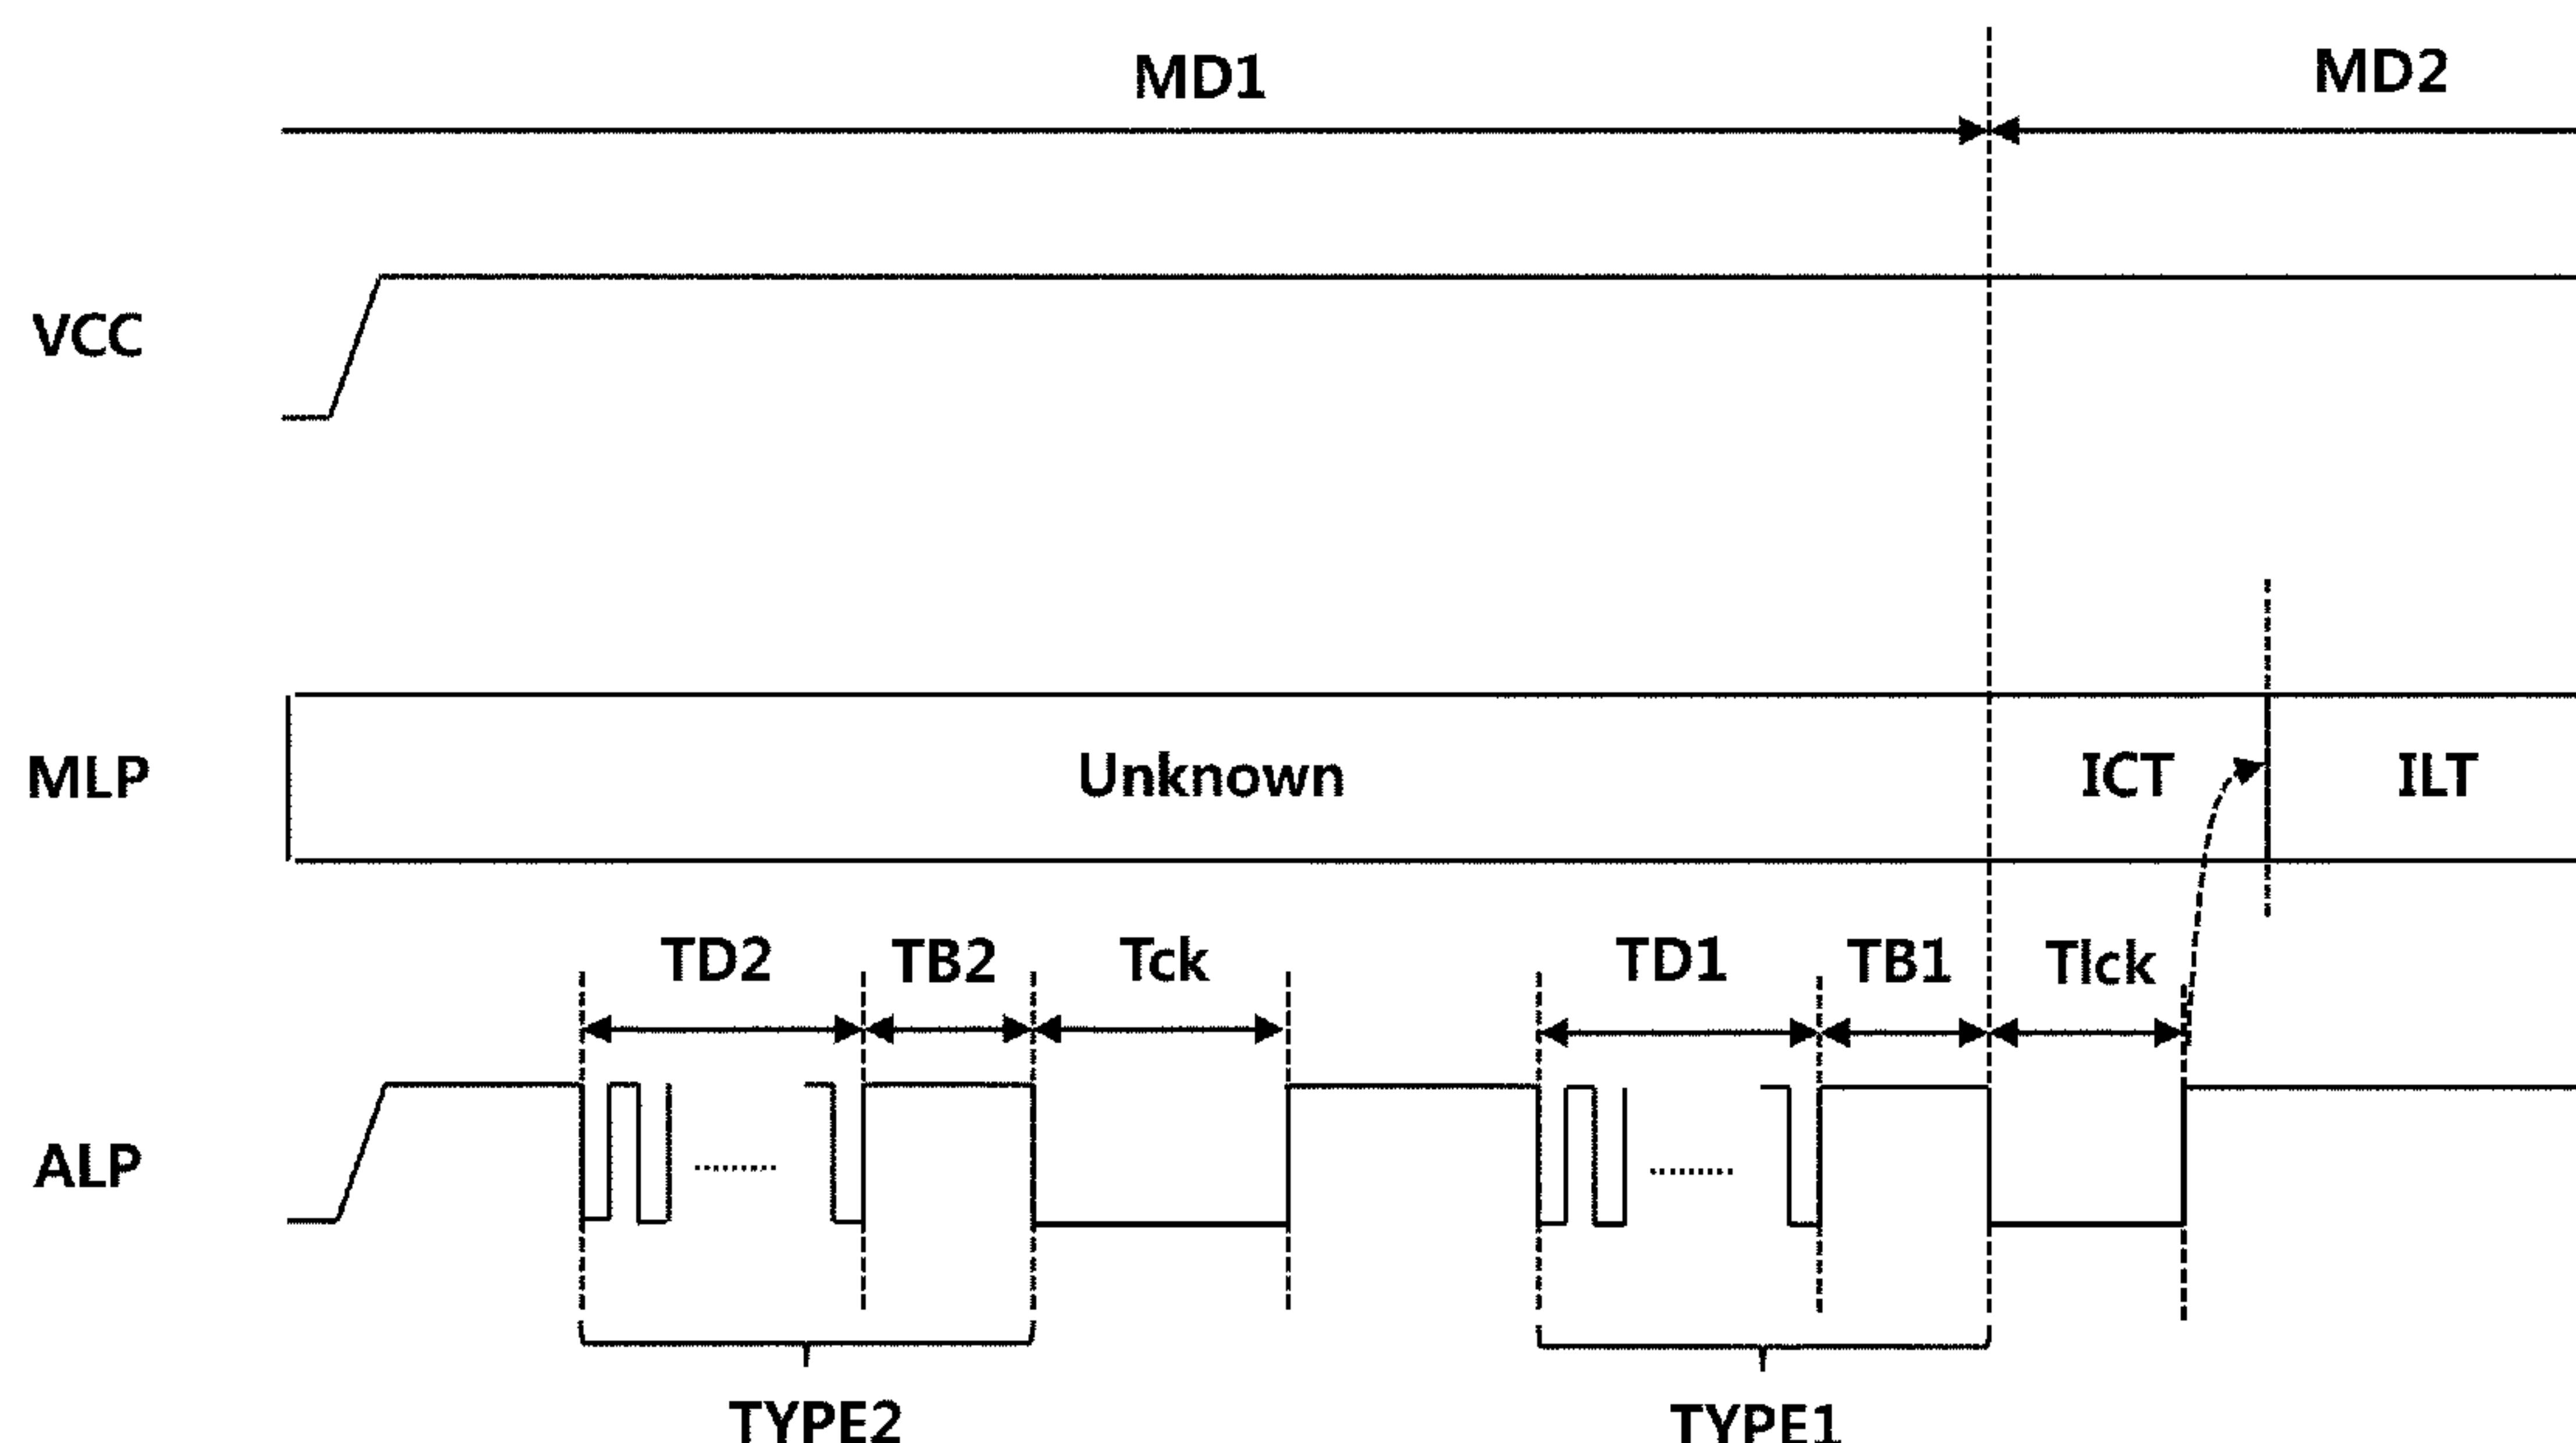 MD1 MD2
VCC
MLP Unknown ICT ILT
TD2 TB2 Tck TD1 TB1 Tlck
ALP
TYPE2 TYPE1